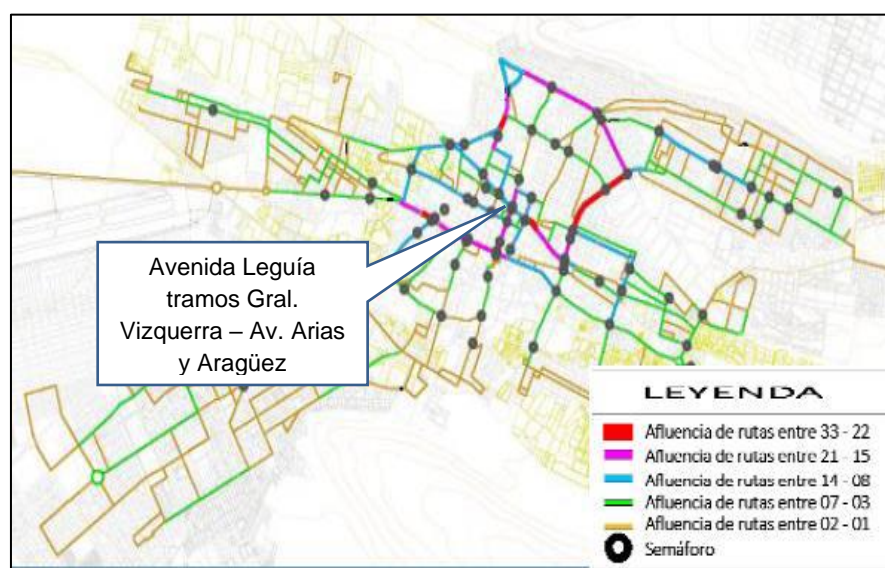 Avenida Leguía
tramos Gral.
Vizquerra – Av. Arias
y Aragüez
LEYENDA
Afluencia de rutas entre 33 - 22
Afluencia de rutas entre 21 - 15
Afluencia de rutas entre 14 - 08
Afluencia de rutas entre 07 - 03
Afluencia de rutas entre 02 - 01
Semáforo